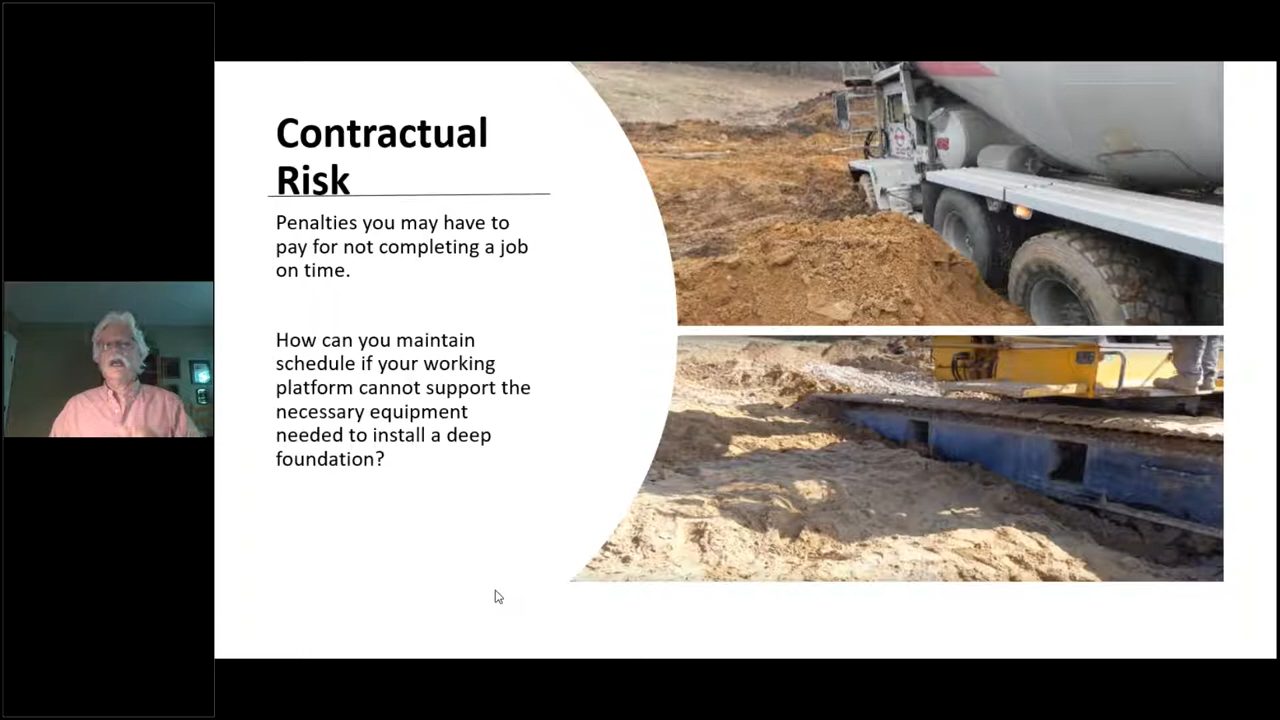 Contractual
Risk
Penalties you may have to
pay for not completing a job
on time.
How can you maintain
schedule if your working
platform cannot support the
necessary equipment
needed to install a deep
foundation?